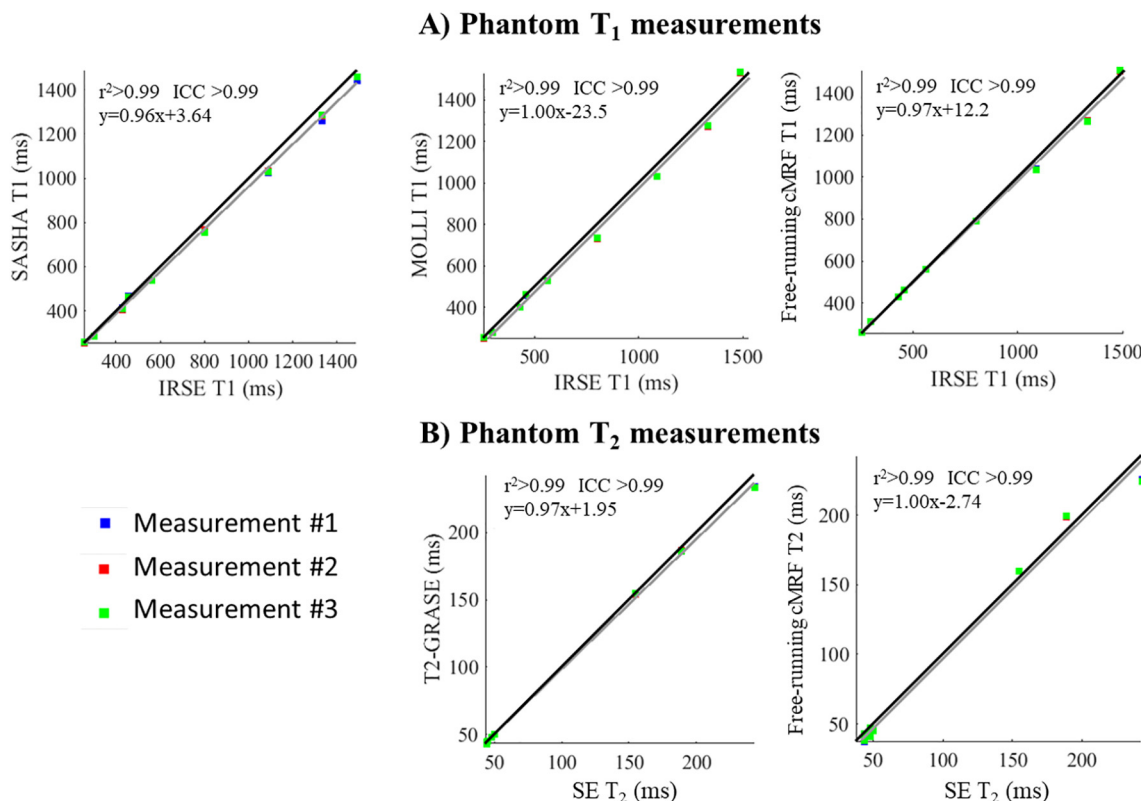 A) Phantom T₁ measurements
r²>0.99 ICC >0.99
y=0.96x+3.64
SASHA T1 (ms)
1400
1200
1000
800
600
400
400 600 800 1000 1200 1400
IRSE T1 (ms)
r²>0.99 ICC >0.99
y=1.00x-23.5
MOLLI T1 (ms)
1400
1200
1000
800
600
400
500 1000 1500
IRSE T1 (ms)
r²>0.99 ICC >0.99
y=0.97x+12.2
Free-running cMRF T1 (ms)
1400
1200
1000
800
600
400
500 1000 1500
IRSE T1 (ms)
B) Phantom T₂ measurements
Measurement #1
Measurement #2
Measurement #3
r²>0.99 ICC >0.99
y=0.97x+1.95
T2-GRASE (ms)
200
150
100
50
50 100 150 200
SE T₂ (ms)
r²>0.99 ICC >0.99
y=1.00x-2.74
Free-running cMRF T2 (ms)
200
150
100
50
50 100 150 200
SE T₂ (ms)